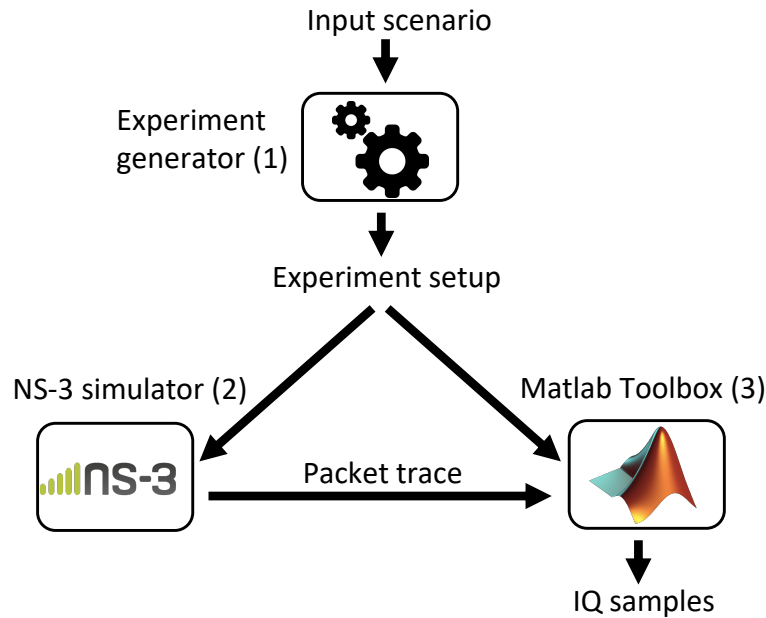 Input scenario
Experiment
generator (1)
Experiment setup
NS-3 simulator (2)
Matlab Toolbox (3)
NS-3
Packet trace
IQ samples